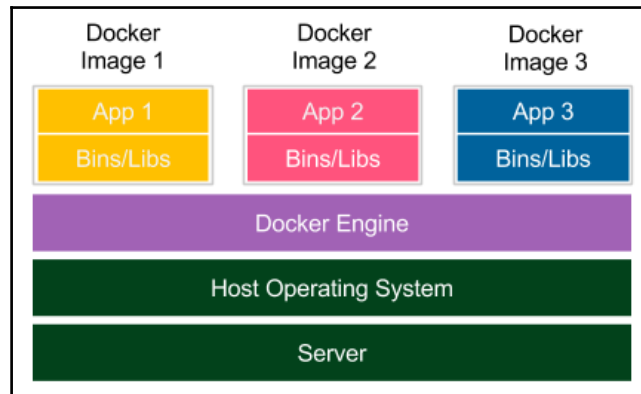 Docker
Image 1
Docker
Image 2
Docker
Image 3
App 1
App 2
App 3
Bins/Libs
Bins/Libs
Bins/Libs
Docker Engine
Host Operating System
Server